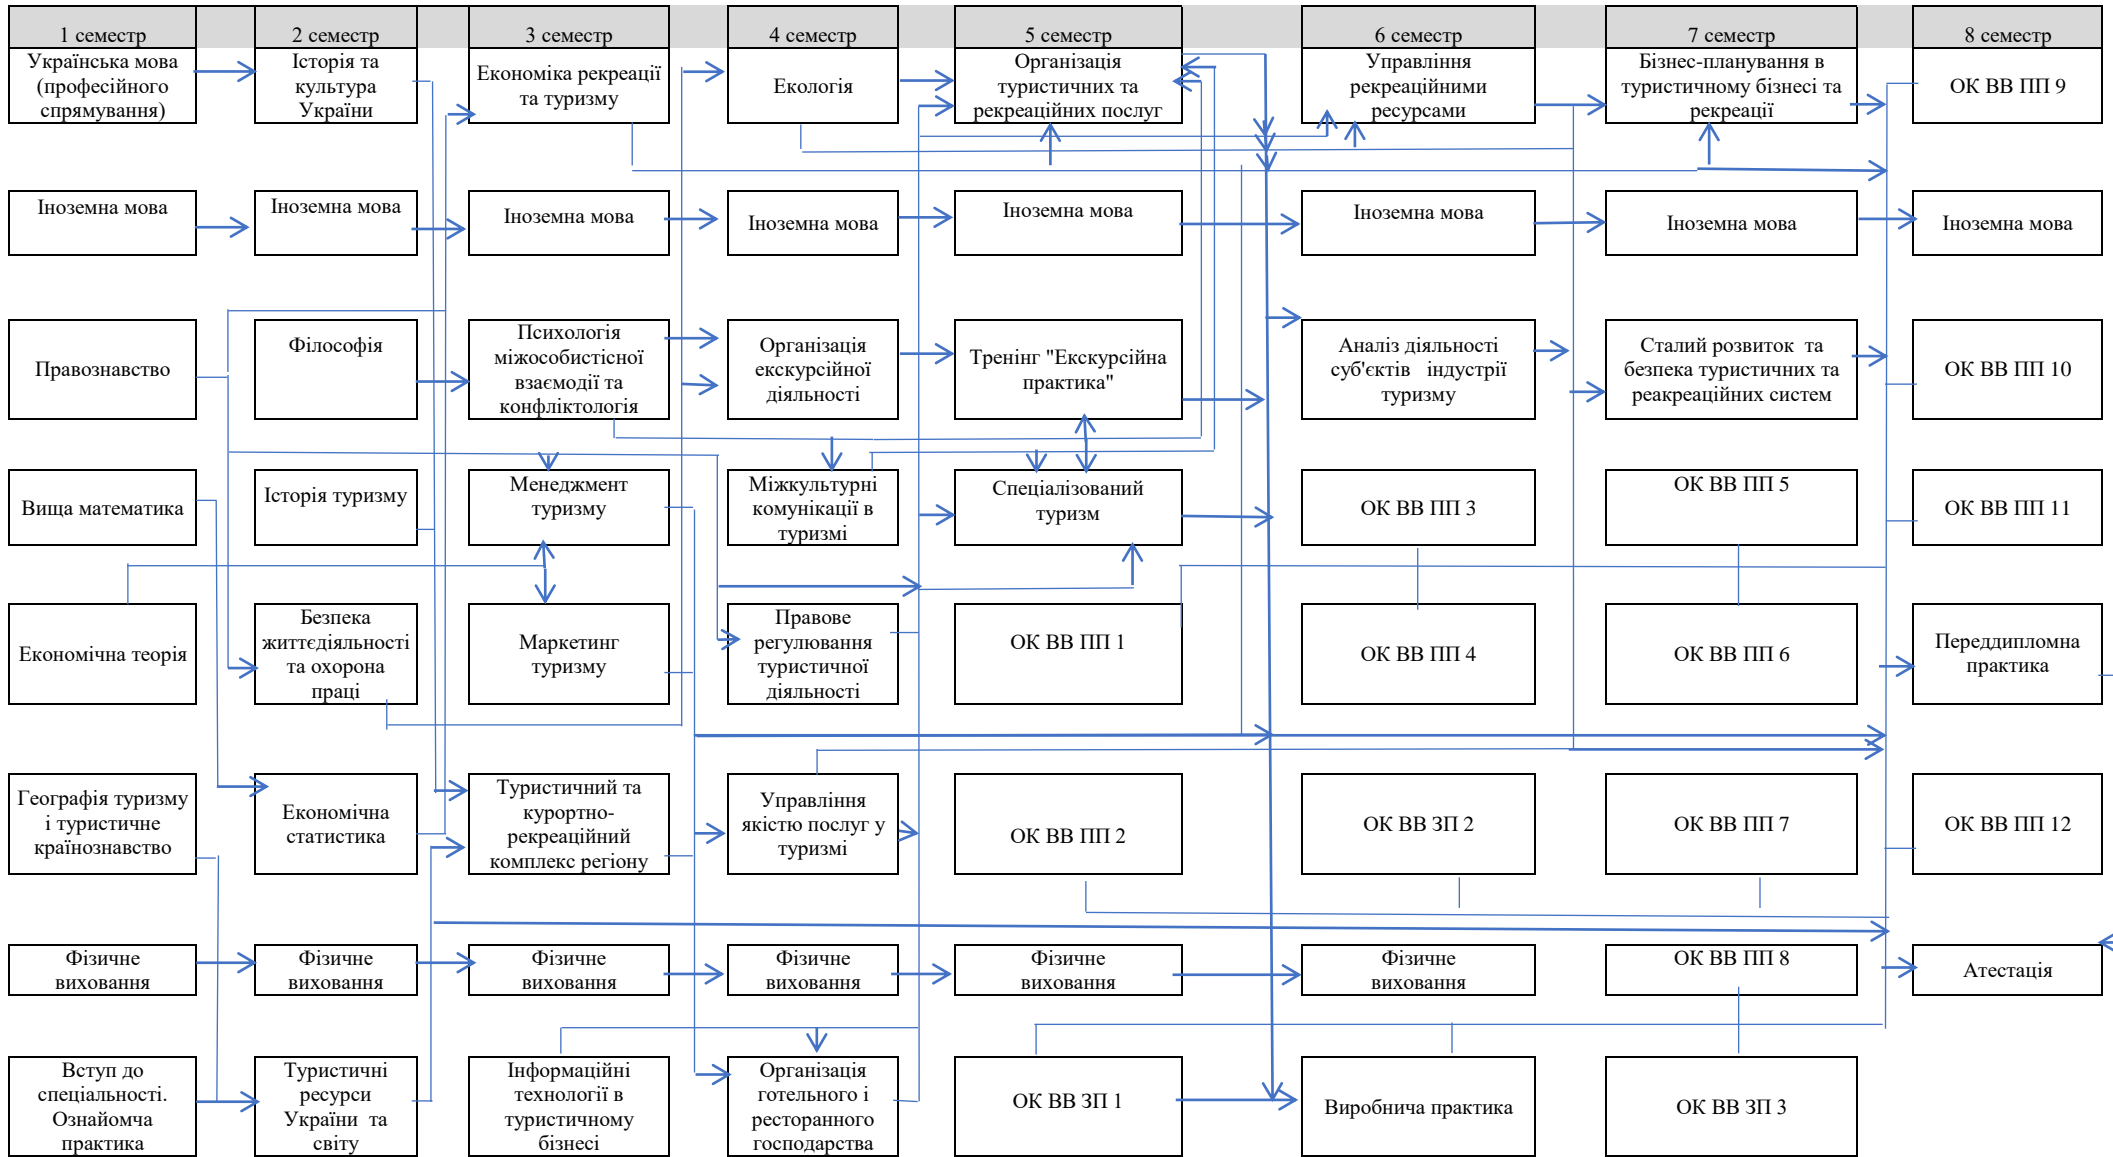 1 семестр
2 семестр
3 семестр
4 семестр
5 семестр
6 семестр
7 семестр
8 семестр
Українська мова
(професійного
спрямування)
Історія та
культура
України
Економіка рекреації
та туризму
Екологія
Організація
туристичних та
рекреаційних послуг
Управління
рекреаційними
ресурсами
Бізнес-планування в
туристичному бізнесі та
рекреації
ОК ВВ ПП 9
Іноземна мова
Іноземна мова
Іноземна мова
Іноземна мова
Іноземна мова
Іноземна мова
Іноземна мова
Іноземна мова
Правознавство
Філософія
Психологія
міжособистісної
взаємодії та
конфліктологія
Організація
екскурсійної
діяльності
Тренінг "Екскурсійна
практика"
Аналіз діяльності
суб'єктів індустрії
туризму
Сталий розвиток та
безпека туристичних та
реакреаційних систем
ОК ВВ ПП 10
Вища математика
Історія туризму
Менеджмент
туризму
Міжкультурні
комунікації в
туризмі
Спеціалізований
туризм
ОК ВВ ПП 3
ОК ВВ ПП 5
ОК ВВ ПП 11
Економічна теорія
Безпека
життєдіяльності
та охорона
праці
Маркетинг
туризму
Правове
регулювання
туристичної
діяльності
ОК ВВ ПП 1
ОК ВВ ПП 4
ОК ВВ ПП 6
Переддипломна
практика
Географія туризму
і туристичне
країнознавство
Економічна
статистика
Туристичний та
курортно-
рекреаційний
комплекс регіону
Управління
якістю послуг у
туризмі
ОК ВВ ПП 2
ОК ВВ ЗП 2
ОК ВВ ПП 7
ОК ВВ ПП 12
Фізичне
виховання
Фізичне
виховання
Фізичне
виховання
Фізичне
виховання
Фізичне
виховання
Фізичне
виховання
ОК ВВ ПП 8
Атестація
Вступ до
спеціальності.
Ознайомча
практика
Туристичні
ресурси
України та
світу
Інформаційні
технології в
туристичному
бізнесі
Організація
готельного і
ресторанного
господарства
ОК ВВ ЗП 1
Виробнича практика
ОК ВВ ЗП 3